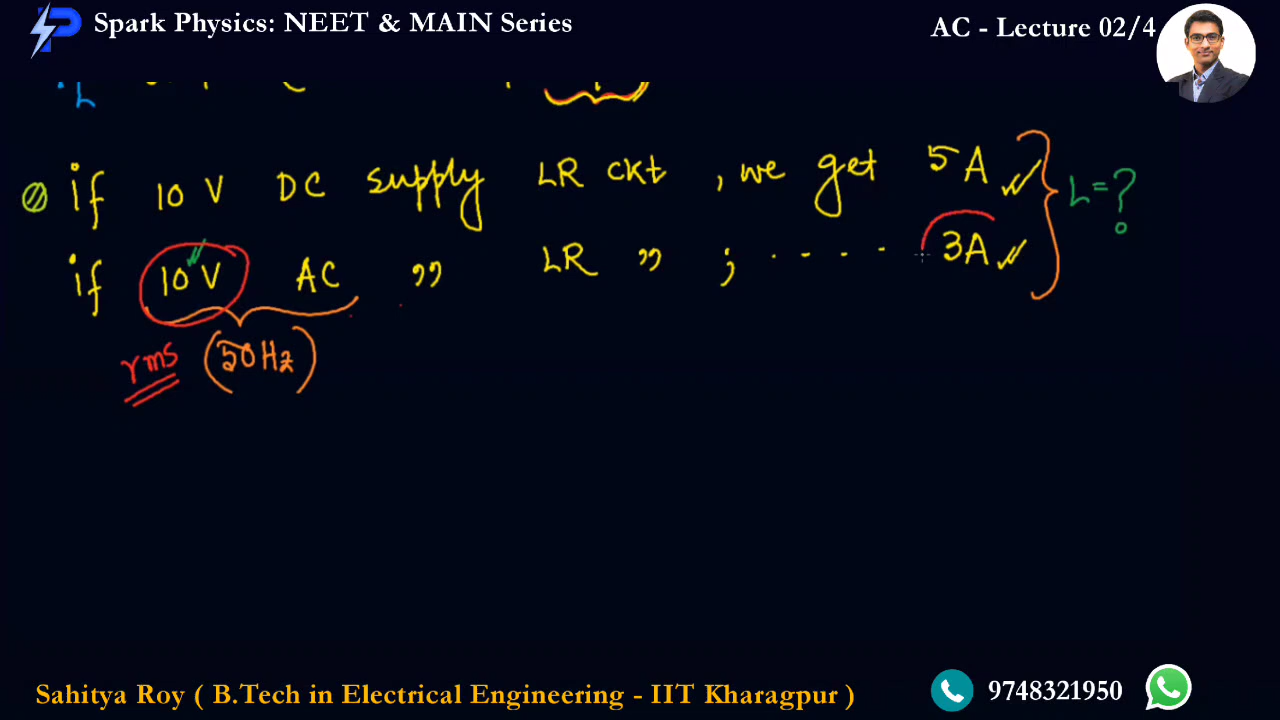 Spark Physics: NEET & MAIN Series
AC - Lecture 02/4
if 10 V DC supply LR ckt , we get 5A
L = ?
if 10 V AC ,, LR ,, ; .... 3A
rms (50Hz)
Sahitya Roy ( B.Tech in Electrical Engineering - IIT Kharagpur )
9748321950